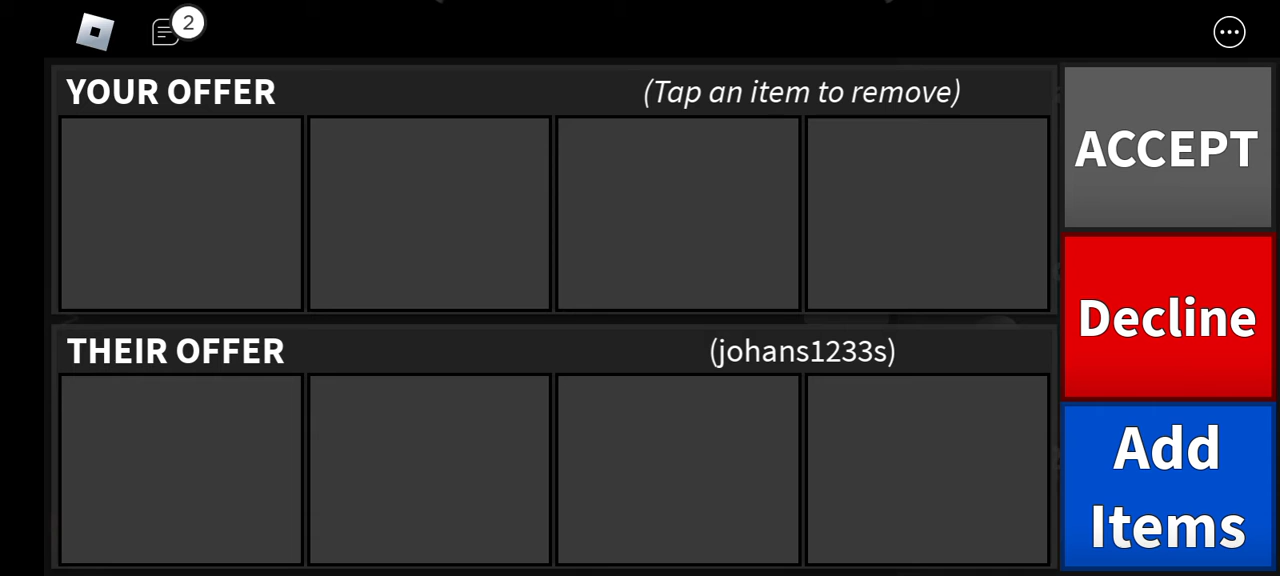 2
YOUR OFFER (Tap an item to remove)
ACCEPT
Decline
THEIR OFFER (johans1233s)
Add
Items